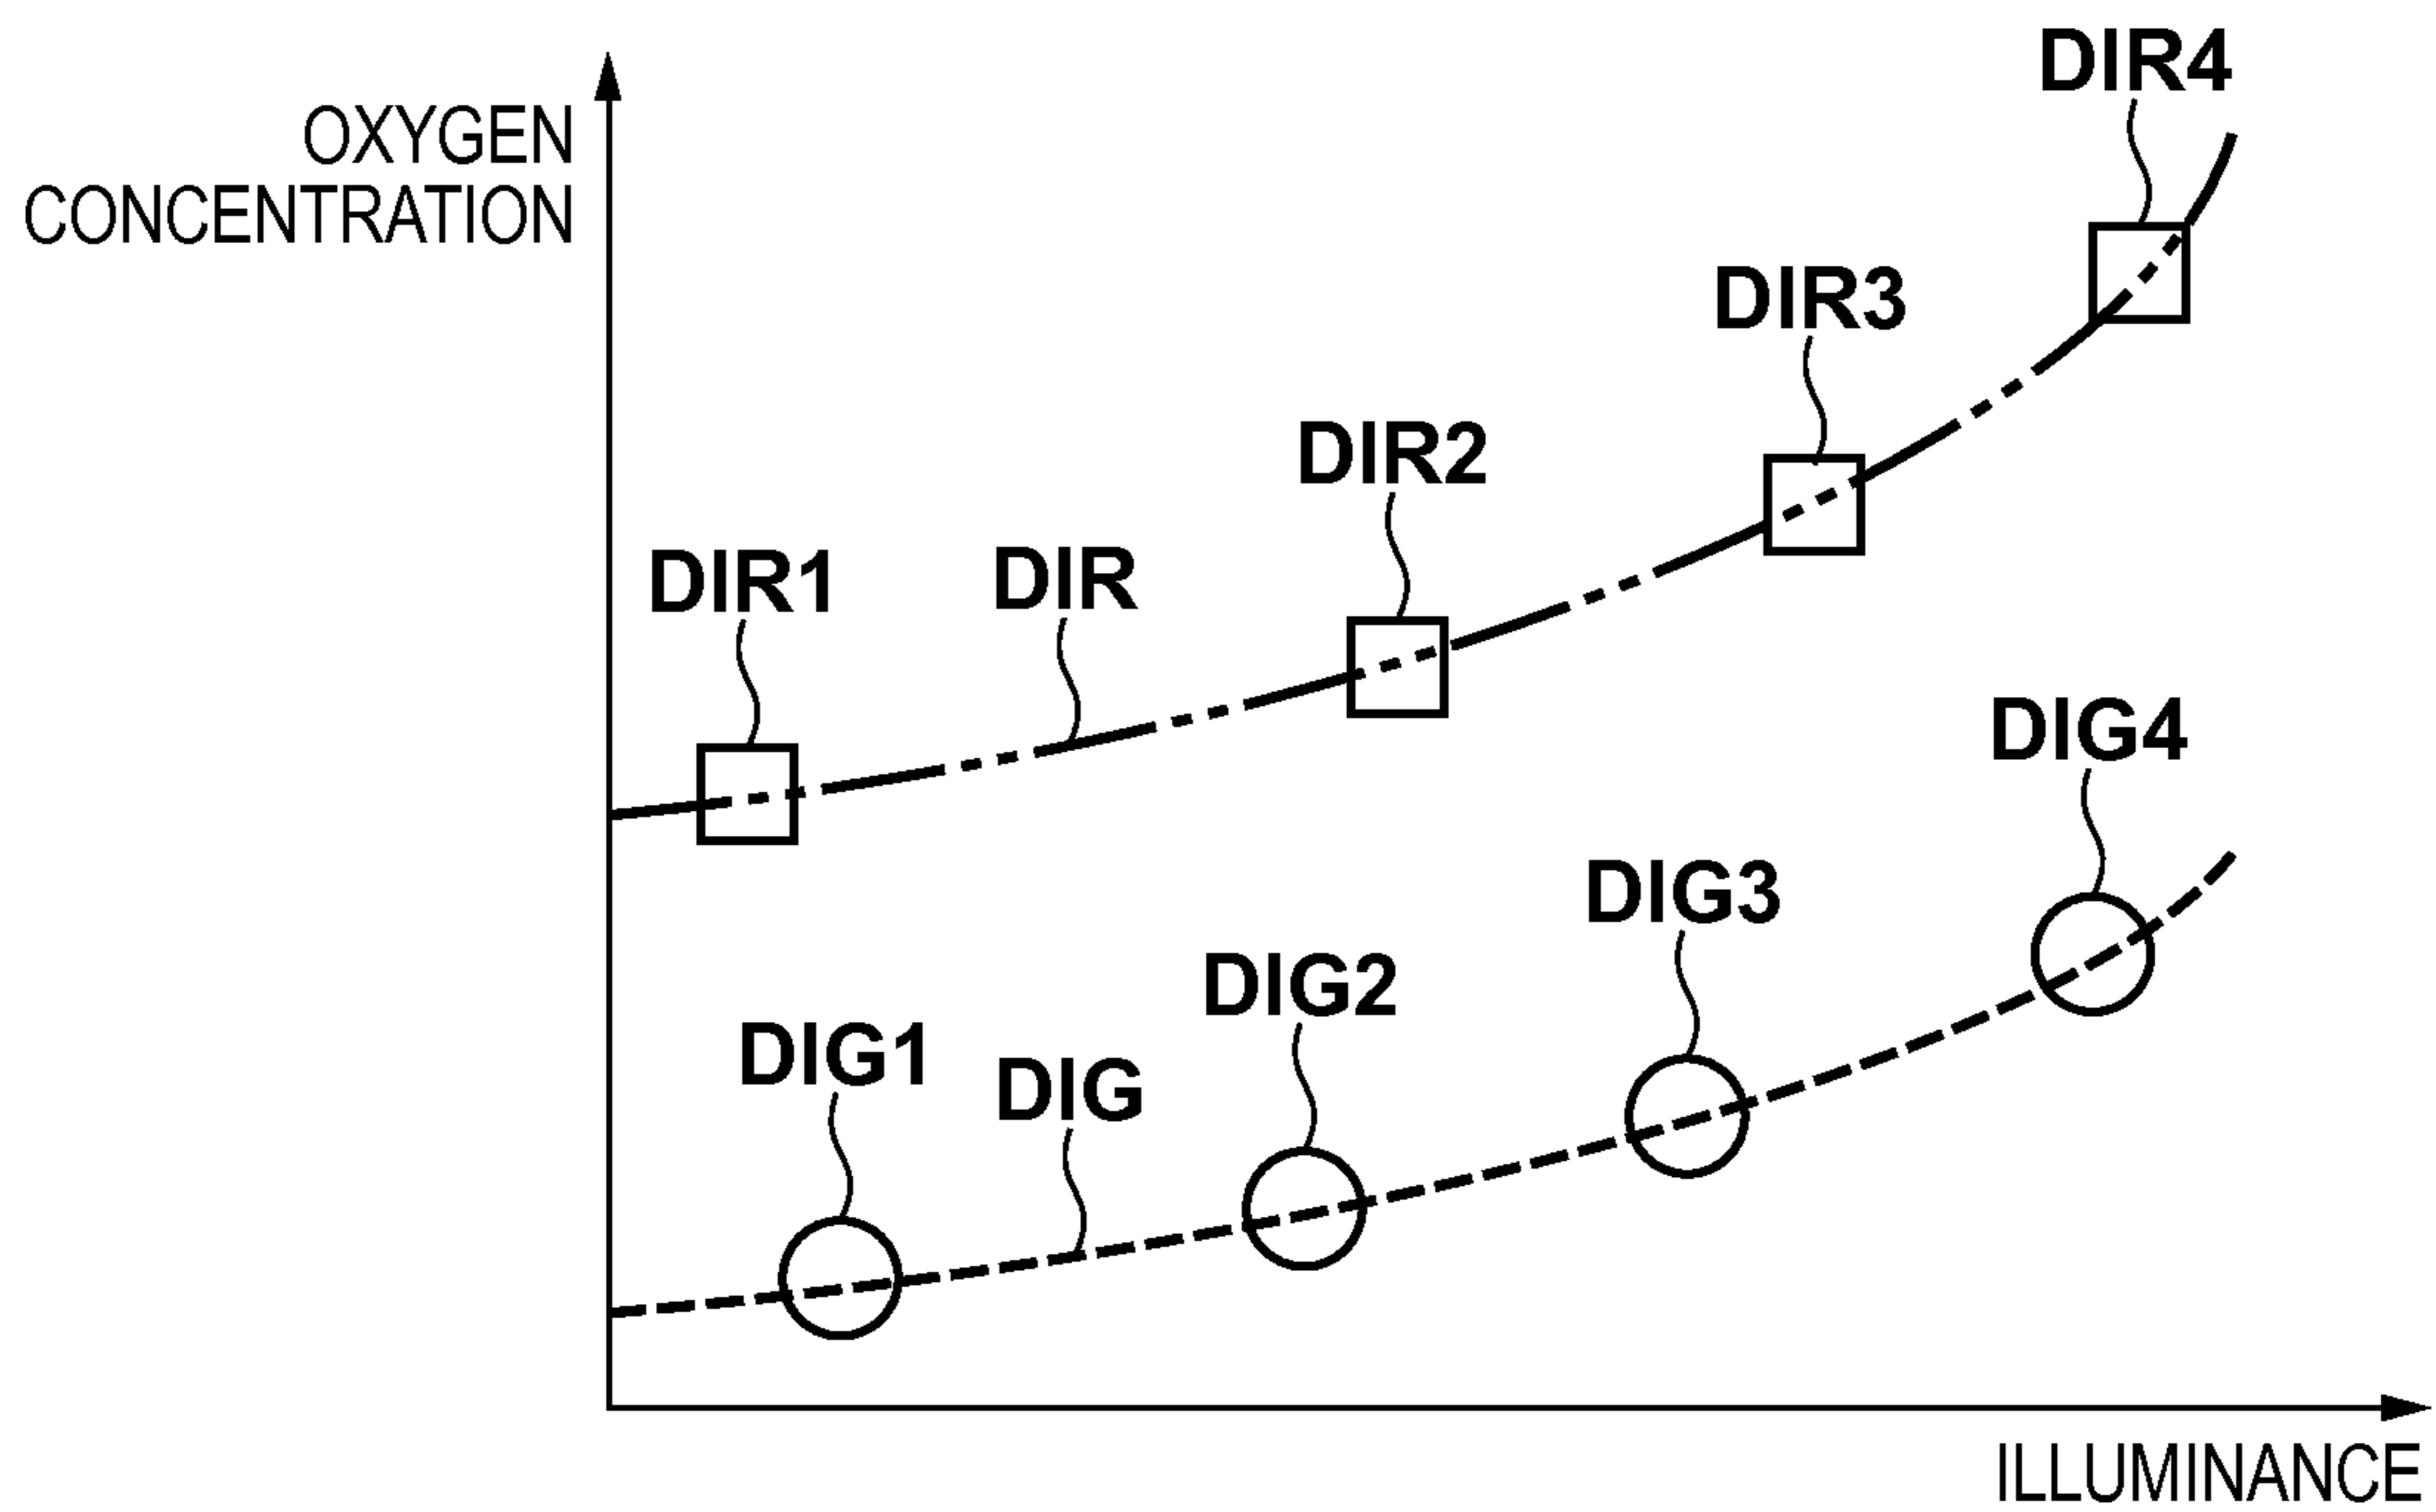 DIR4
OXYGEN
CONCENTRATION
DIR3
DIR2
DIR1
DIR
DIG4
DIG3
DIG2
DIG1
DIG
ILLUMINANCE